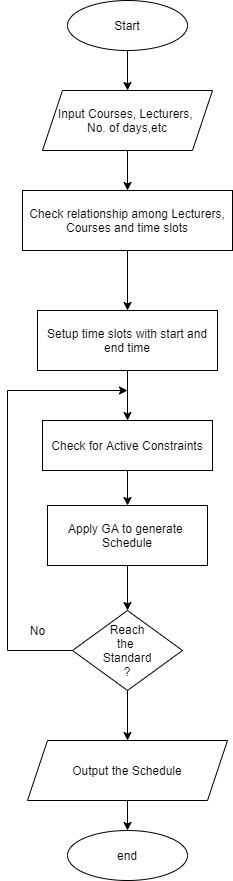 Start
Input Courses, Lecturers,
No. of days,etc
Check relationship among Lecturers,
Courses and time slots
Setup time slots with start and
end time
Check for Active Constraints
Apply GA to generate
Schedule
Reach
the
Standard
?
No
Output the Schedule
end